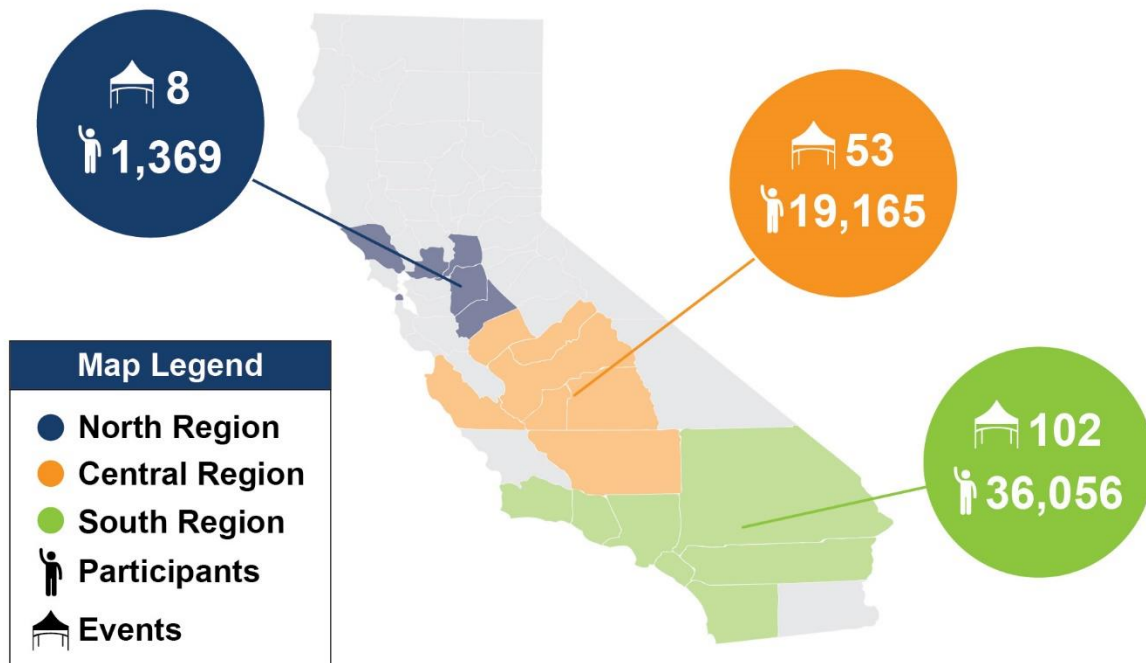 8
1,369
53
19,165
102
36,056
Map Legend
North Region
Central Region
South Region
Participants
Events